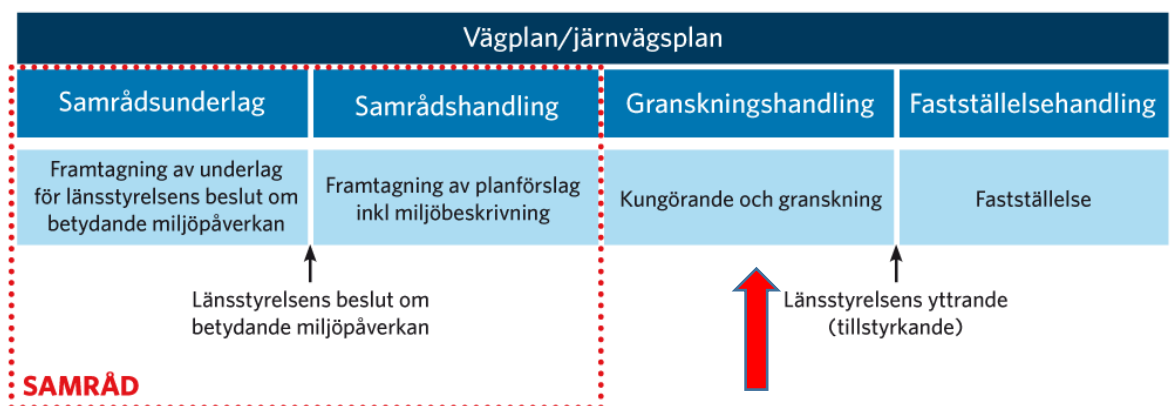 Vägplan/järnvägsplan
Samrådsunderlag
Samrådshandling
Granskningshandling
Fastställelsehandling
Framtagning av underlag
för länsstyrelsens beslut om
betydande miljöpåverkan
Framtagning av planförslag
inkl miljöbeskrivning
Kungörande och granskning
Fastställelse
Länsstyrelsens beslut om
betydande miljöpåverkan
Länsstyrelsens yttrande
(tillstyrkande)
SAMRÅD